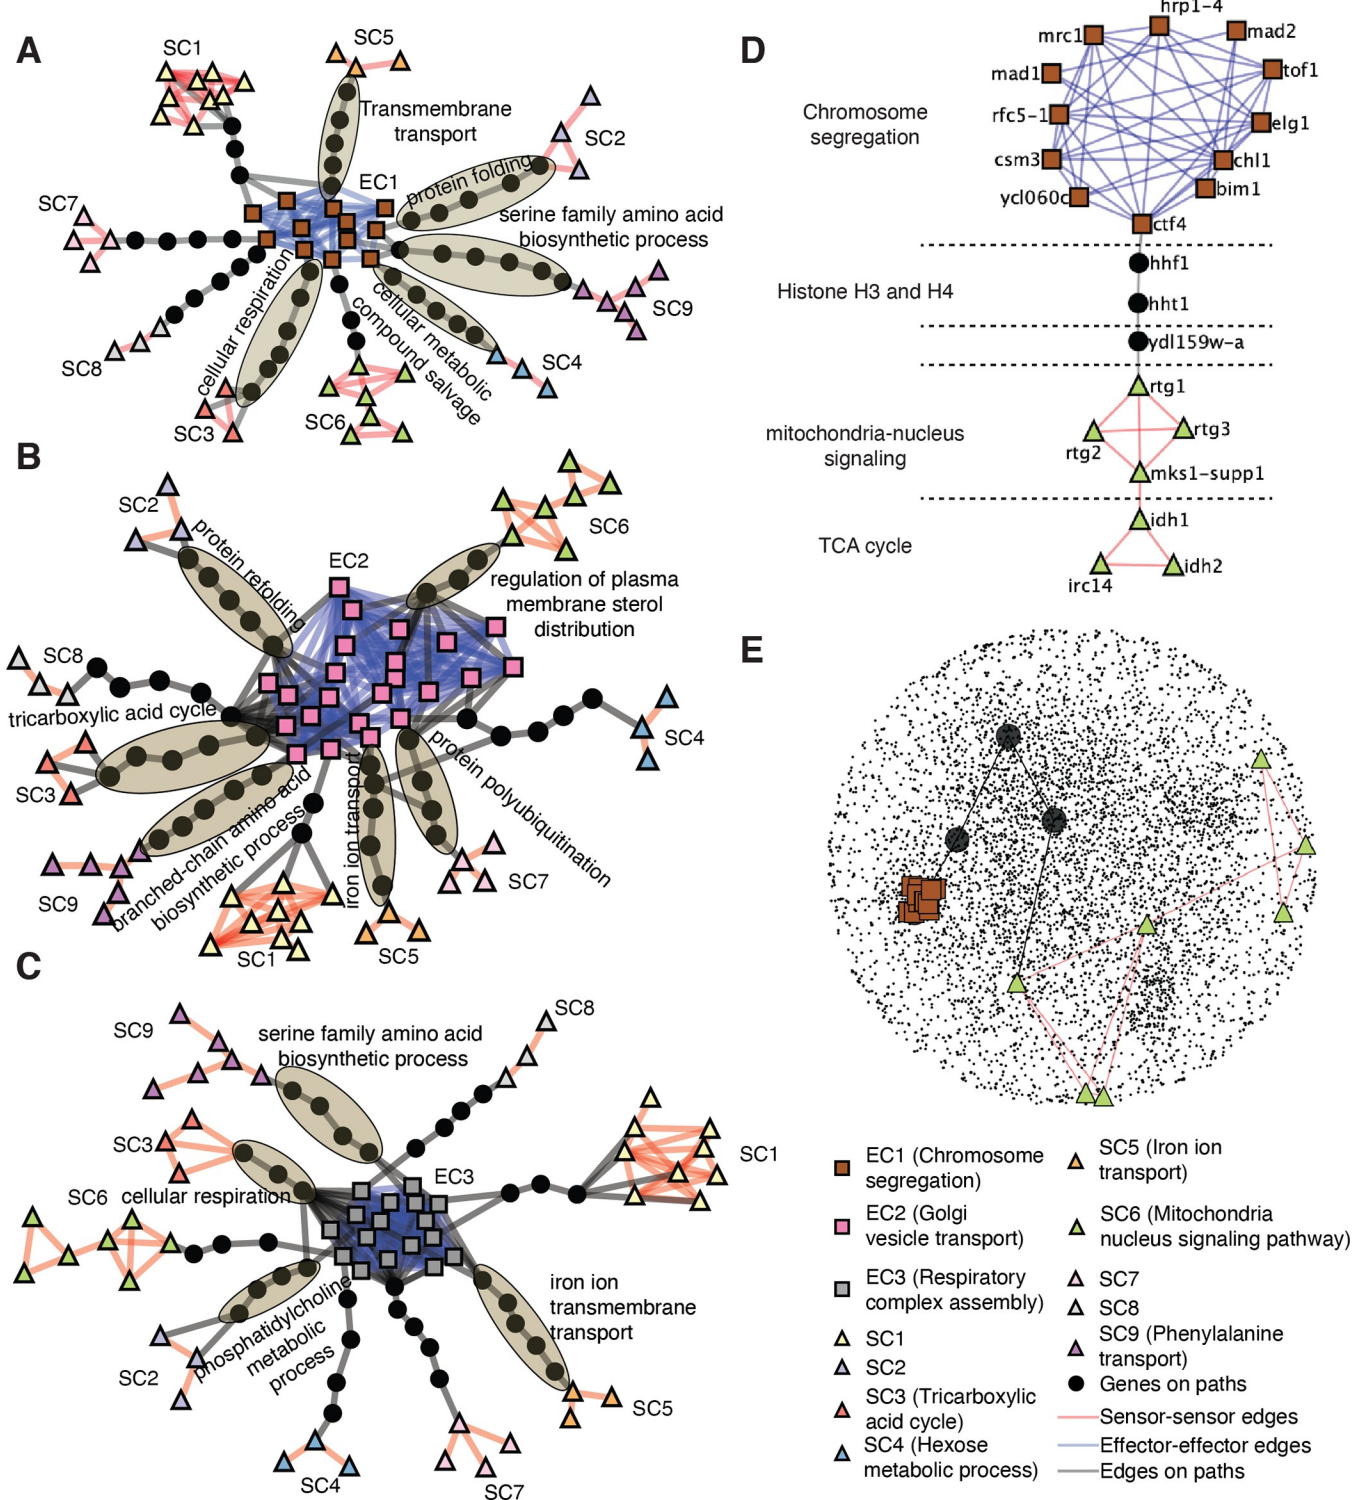 A
SC1
SC5
Transmembrane
transport
SC2
EC1
protein folding
serine family amino acid
biosynthetic process
SC7
SC9
SC8
cellular respiration
cellular metabolic
compound salvage
SC4
SC3
SC6
B
SC2
protein refolding
EC2
SC6
regulation of plasma
membrane sterol
distribution
SC8
tricarboxylic acid cycle
SC4
SC3
branched-chain amino acid
biosynthetic process
iron ion transport
protein polyubiquitination
SC7
SC9
SC1
SC5
C
SC9
serine family amino acid
biosynthetic process
SC8
SC3
SC1
SC6
cellular respiration
EC3
iron ion
transmembrane
transport
phosphatidylcholine
metabolic
process
SC2
SC5
SC4
SC7
D
hrp1-4
mrc1
mad2
mad1
tof1
Chromosome
segregation
rfc5-1
elg1
csm3
chl1
ycl060c
bim1
ctf4
hhf1
Histone H3 and H4
hht1
ydl159w-a
rtg1
mitochondria-nucleus
signaling
rtg2
rtg3
mks1-supp1
idh1
TCA cycle
irc14
idh2
E
EC1 (Chromosome
segregation)
EC2 (Golgi
vesicle transport)
EC3 (Respiratory
complex assembly)
SC1
SC2
SC3 (Tricarboxylic
acid cycle)
SC4 (Hexose
metabolic process)
SC5 (Iron ion
transport)
SC6 (Mitochondria
nucleus signaling pathway)
SC7
SC8
SC9 (Phenylalanine
transport)
Genes on paths
Sensor-sensor edges
Effector-effector edges
Edges on paths